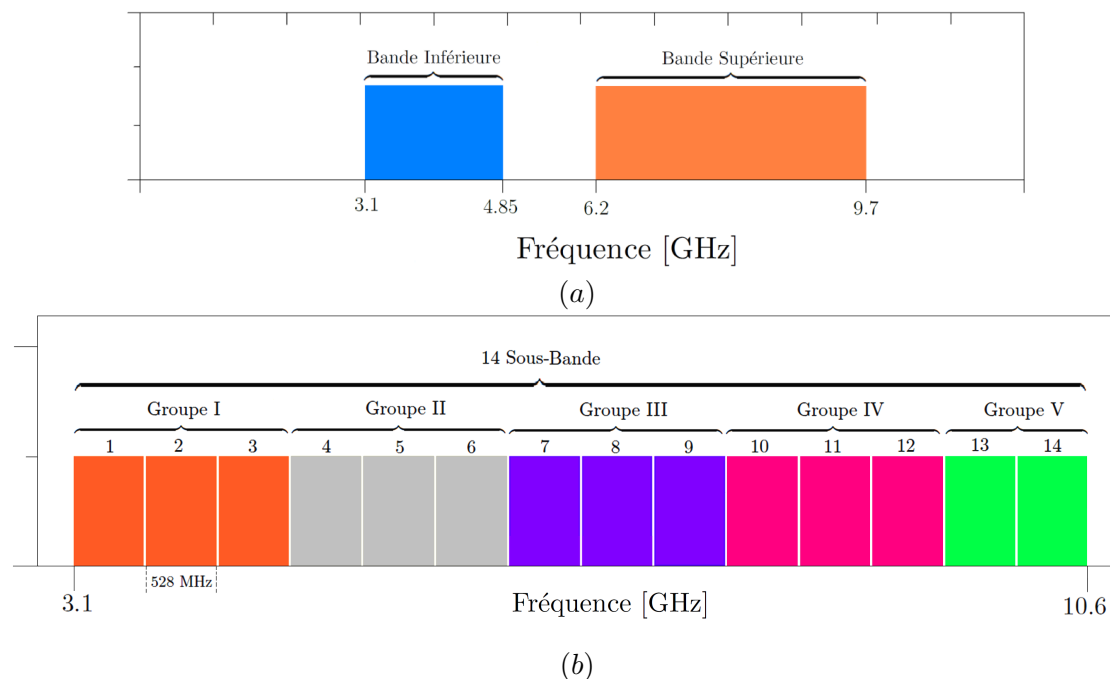 Bande Inférieure
Bande Supérieure
3.1 4.85 6.2 9.7
Fréquence [GHz]
(a)
14 Sous-Bande
Groupe I Groupe II Groupe III Groupe IV Groupe V
1 2 3 4 5 6 7 8 9 10 11 12 13 14
528 MHz
3.1 Fréquence [GHz] 10.6
(b)